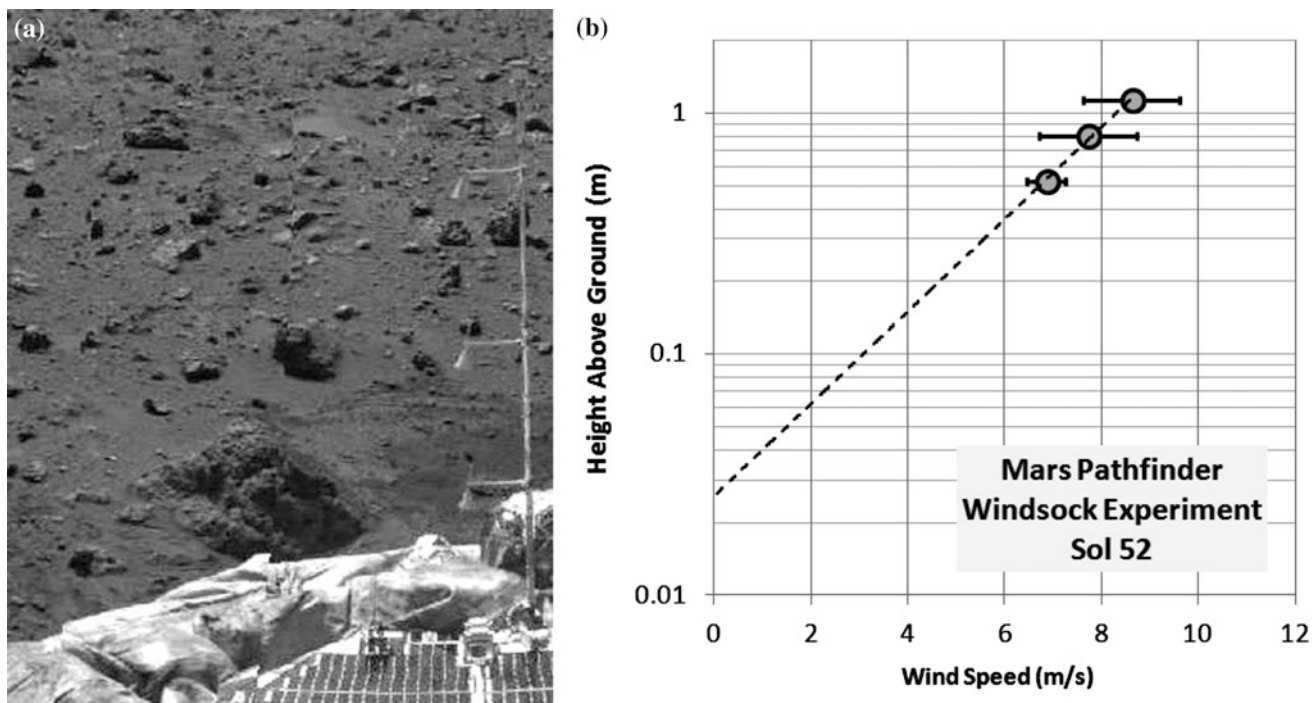 (a)
(b)
Height Above Ground (m)
1
0.1
0.01
0 2 4 6 8 10 12
Wind Speed (m/s)
Mars Pathfinder
Windsock Experiment
Sol 52